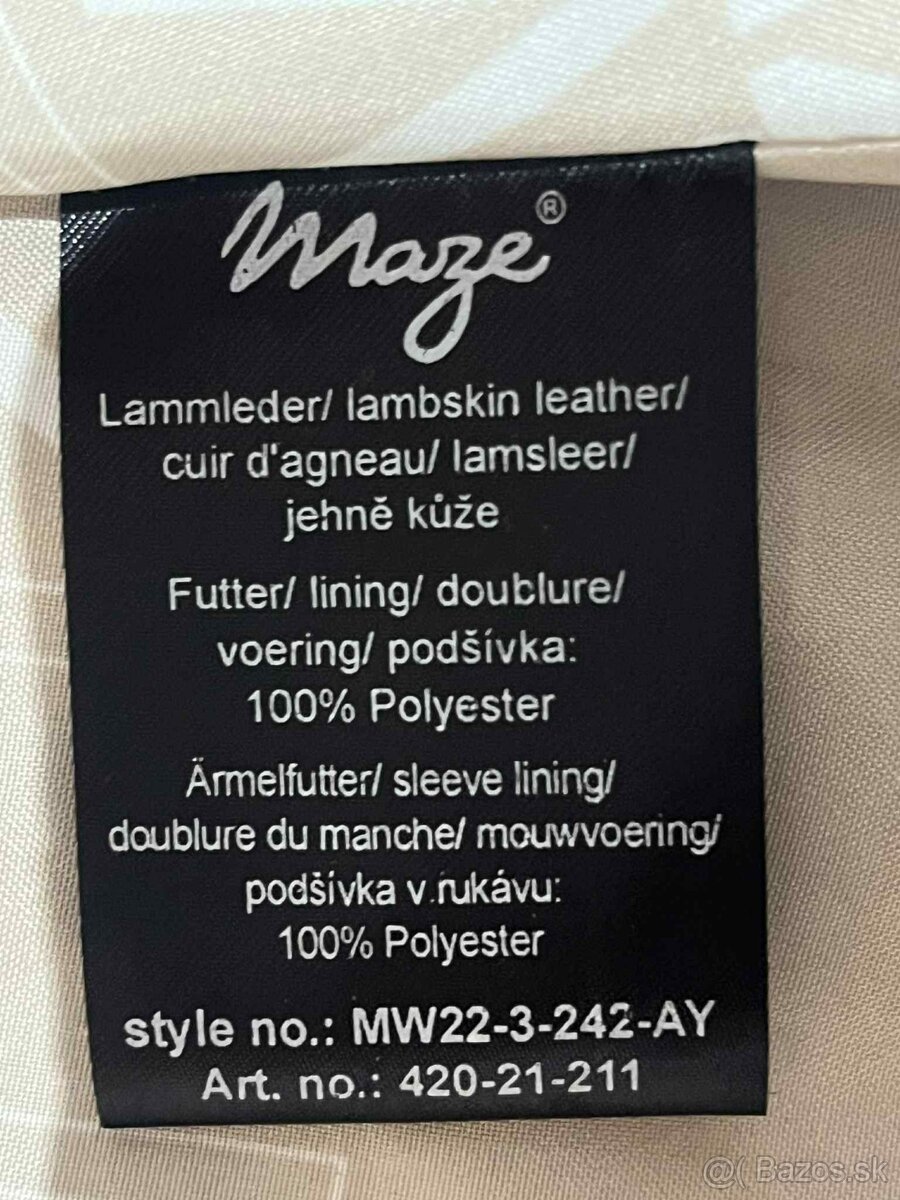 Maze®
Lammleder/ lambskin leather/
cuir d'agneau/ lamsleer/
jehně kůže
Futter/ lining/ doublure/
voering/ podšívka:
100% Polyester
Ärmelfutter/ sleeve lining/
doublure du manche/ mouwvoering/
podšívka v rukávu:
100% Polyester
style no.: MW22-3-242-AY
Art. no.: 420-21-211
@( Bazos.sk